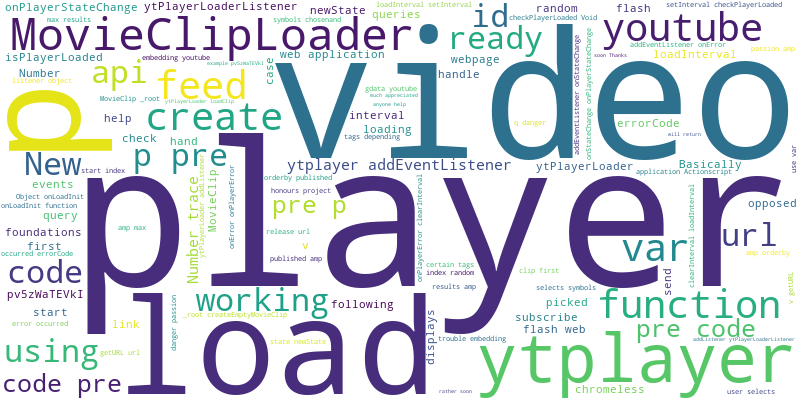 onPlayerStateChange
ytPlayerLoaderListener
newState
queries
random
flash
setInterval checkPlayerLoaded
max results
symbols chosenand
loadInterval setInterval
checkPlayerLoaded Void
MovieClipLoader
video
id
ready
youtube
addEventListener onError
passion amp
isPlayerLoaded
embedding youtube
case
web application
webpage
loadInterval
soon Thanks
Number
api
feed
handle
example pv5zWaTEVkI
listener object
d
MovieClip _root
ytPlayerLoader loadClip
gdata youtube
interval
much appreciated
anyone help
help
create
loading
tags depending
q danger
errorCode
will return
addEventListener onStateChange
onStateChange onPlayerStateChange
check
hand
New
p pre
start index
ytplayer addEventListener
ytPlayerLoader
Basically
application Actionscript
use var
events
Object onLoadInit
onLoadInit function
query
Number trace
MovieClip
ytPlayerLoader addListener
onError onPlayerError
orderby published
honours project
pre p
player
opposed
foundations
first
amp max
release url
v
var
url
code
occurred errorCode
published amp
onPlayerError clearInterval
certain tags
index random
clip first
send
clearInterval loadInterval
amp orderby
v getURL
pv5zWaTEVkI
start
working
load
results amp
selects symbols
picked
function
error occurred
link
danger passion
_root createEmptyMovieClip
following
subscribe
flash web
pre code
using
getURL url
state newState
displays
trouble embedding
ytplayer
addListener ytPlayerLoaderListener
code pre
rather soon
chromeless
user selects